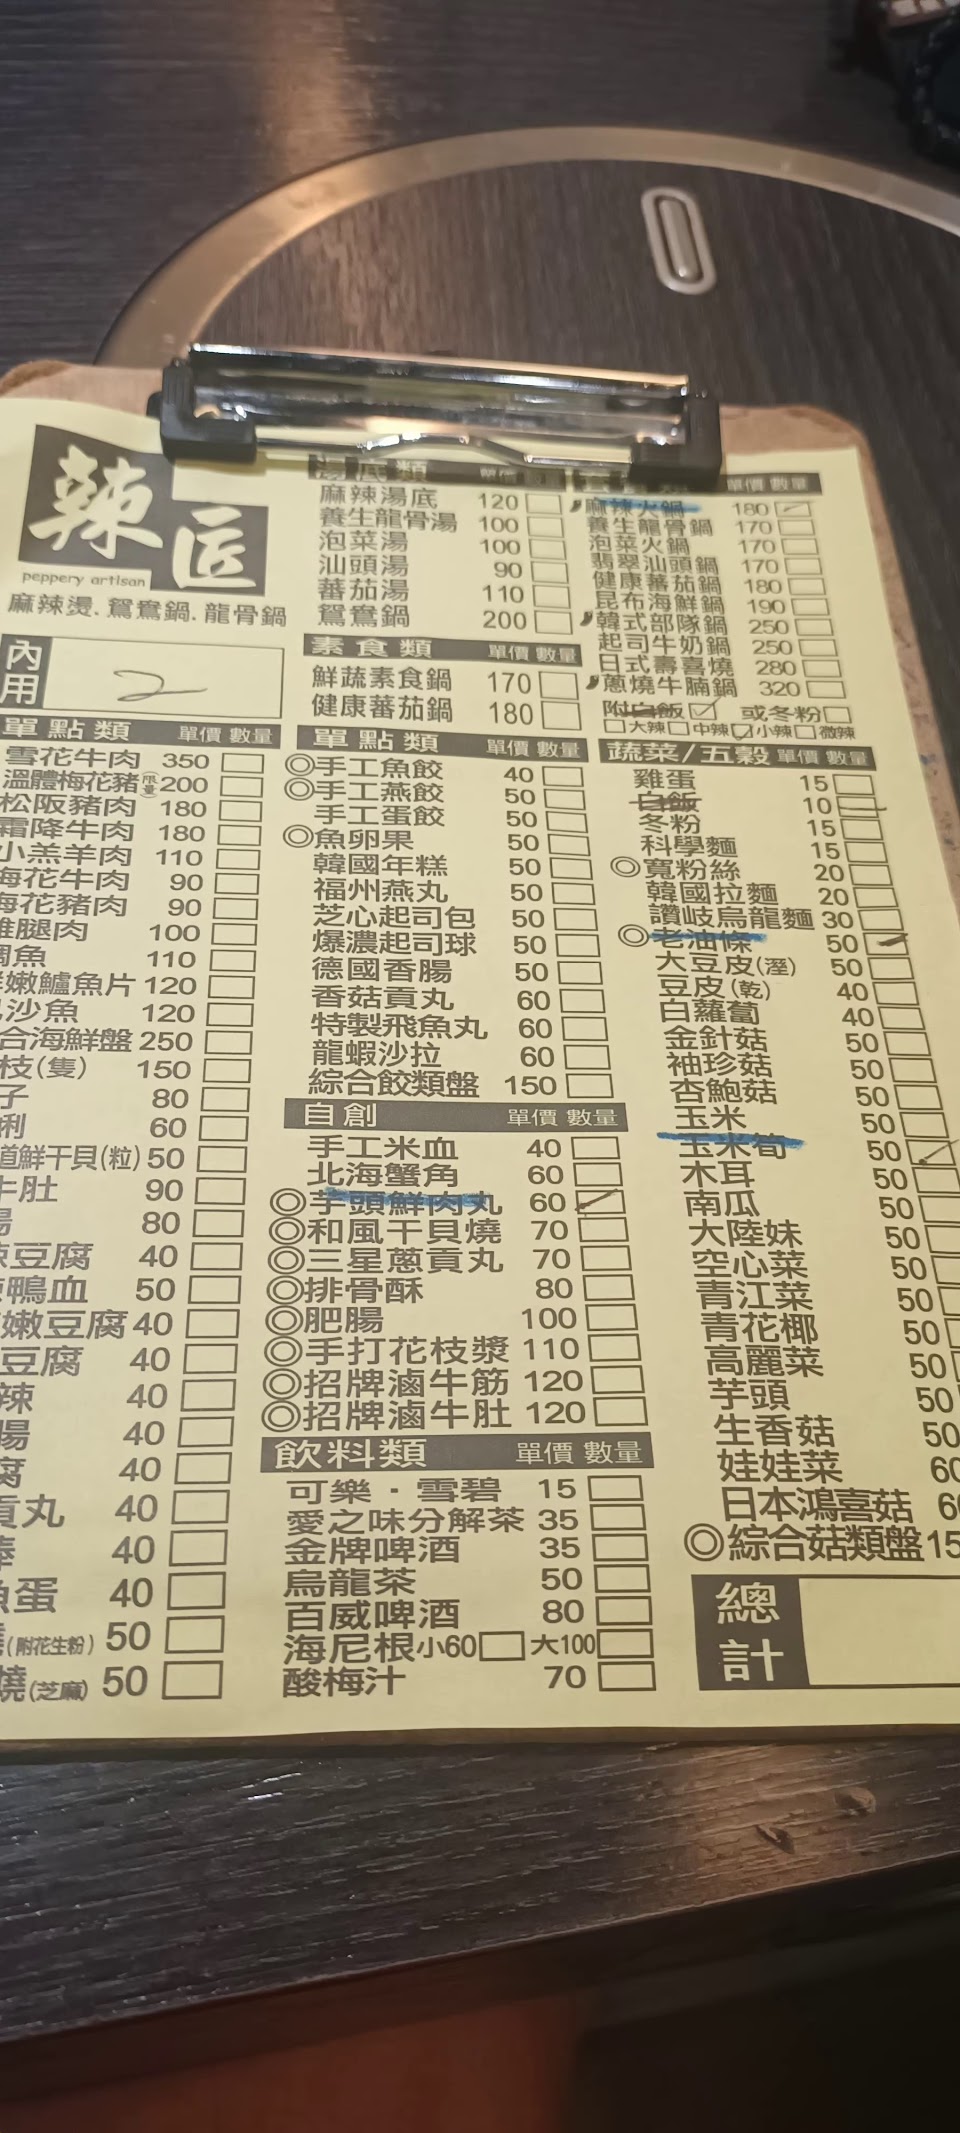 辣匠
peppery artisan
麻辣燙.鴛鴦鍋.龍骨鍋
內用 2
單點類 單價 數量
雪花牛肉 350
溫體梅花豬 限量 200
松阪豬肉 180
霜降牛肉 180
小羔羊肉 110
梅花牛肉 90
梅花豬肉 90
腿肉 100
魚 110
嫩鱸魚片 120
沙魚 120
合海鮮盤 250
枝(隻) 150
子 80
60
道鮮干貝(粒) 50
牛肚 90
80
豆腐 40
鴨血 50
嫩豆腐 40
豆腐 40
辣 40
腸 40
腐 40
貢丸 40
棒 40
魚蛋 40
(附花生粉) 50
燒(芝麻) 50
湯底類 單價 數量
麻辣湯底 120
養生龍骨湯 100
泡菜湯 100
汕頭湯 90
蕃茄湯 110
鴛鴦鍋 200
素食類 單價 數量
鮮蔬素食鍋 170
健康蕃茄鍋 180
單點類 單價 數量
◎手工魚餃 40
◎手工燕餃 50
手工蛋餃 50
◎魚卵果 50
韓國年糕 50
福州燕丸 50
芝心起司包 50
爆濃起司球 50
德國香腸 50
香菇貢丸 60
特製飛魚丸 60
龍蝦沙拉 60
綜合餃類盤 150
自創 單價 數量
手工米血 40
北海蟹角 60
◎芋頭鮮肉丸 60
◎和風干貝燒 70
◎三星蔥貢丸 70
◎排骨酥 80
◎肥腸 100
◎手打花枝漿 110
◎招牌滷牛筋 120
◎招牌滷牛肚 120
飲料類 單價 數量
可樂·雪碧 15
愛之味分解茶 35
金牌啤酒 35
烏龍茶 50
百威啤酒 80
海尼根 小60 大100
酸梅汁 70
單價 數量
麻辣火鍋 180
養生龍骨鍋 170
泡菜火鍋 170
翡翠汕頭鍋 170
健康蕃茄鍋 180
昆布海鮮鍋 190
韓式部隊鍋 250
起司牛奶鍋 250
日式壽喜燒 280
蔥燒牛腩鍋 320
附白飯 或冬粉
大辣 中辣 小辣 微辣
蔬菜/五穀 單價 數量
雞蛋 15
白飯 10
冬粉 15
科學麵 15
◎寬粉絲 20
韓國拉麵 20
讚岐烏龍麵 30
◎老油條 50
大豆皮(溼) 50
豆皮(乾) 40
白蘿蔔 40
金針菇 50
袖珍菇 50
杏鮑菇 50
玉米 50
玉米筍 50
木耳 50
南瓜 50
大陸妹 50
空心菜 50
青江菜 50
青花椰 50
高麗菜 50
芋頭 50
生香菇 50
娃娃菜 60
日本鴻喜菇 6
◎綜合菇類盤 15
總計